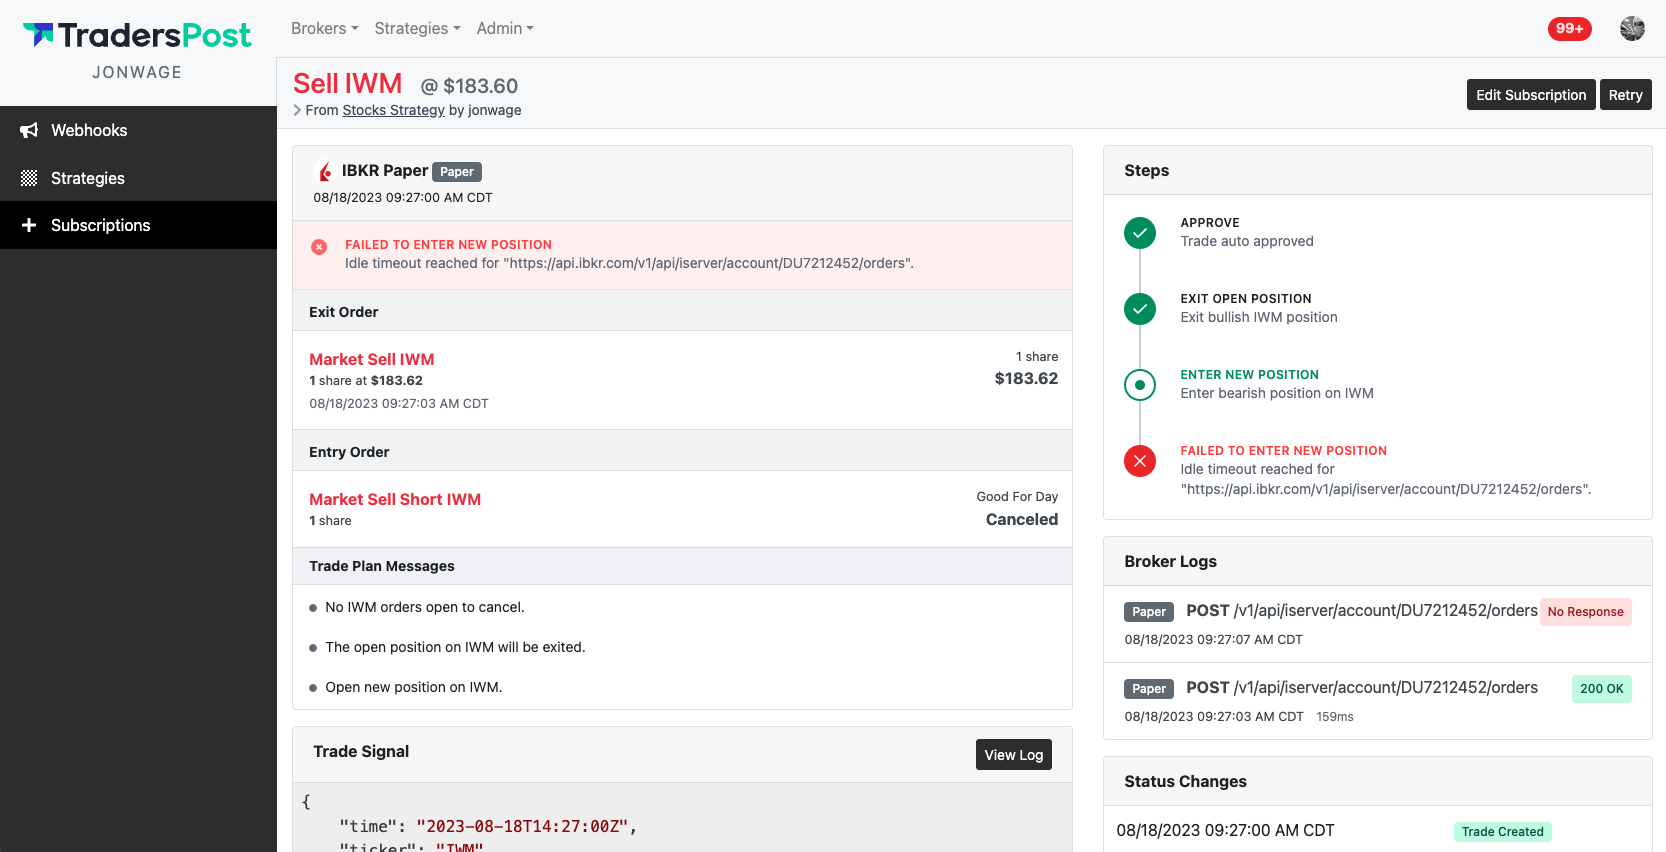 TradersPost
JONWAGE
Webhooks
Strategies
Subscriptions
Brokers Strategies Admin
99+
Sell IWM @ $183.60
From Stocks Strategy by jonwage
Edit Subscription Retry
IBKR Paper Paper
08/18/2023 09:27:00 AM CDT
FAILED TO ENTER NEW POSITION
Idle timeout reached for "https://api.ibkr.com/v1/api/iserver/account/DU7212452/orders".
Exit Order
Market Sell IWM
1 share at $183.62
08/18/2023 09:27:03 AM CDT
1 share
$183.62
Entry Order
Market Sell Short IWM
1 share
Good For Day
Canceled
Trade Plan Messages
No IWM orders open to cancel.
The open position on IWM will be exited.
Open new position on IWM.
Trade Signal
View Log
{
"time": "2023-08-18T14:27:00Z",
"ticker": "IWM"
Steps
APPROVE
Trade auto approved
EXIT OPEN POSITION
Exit bullish IWM position
ENTER NEW POSITION
Enter bearish position on IWM
FAILED TO ENTER NEW POSITION
Idle timeout reached for
"https://api.ibkr.com/v1/api/iserver/account/DU7212452/orders".
Broker Logs
Paper POST /v1/api/iserver/account/DU7212452/orders No Response
08/18/2023 09:27:07 AM CDT
Paper POST /v1/api/iserver/account/DU7212452/orders 200 OK
08/18/2023 09:27:03 AM CDT 159ms
Status Changes
08/18/2023 09:27:00 AM CDT Trade Created